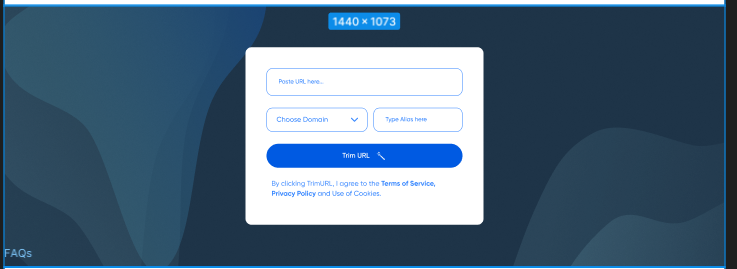 1440 × 1073
Paste URL here...
Choose Domain
Type Alias here
Trim URL
By clicking TrimURL, I agree to the Terms of Service,
Privacy Policy and Use of Cookies.
FAQs